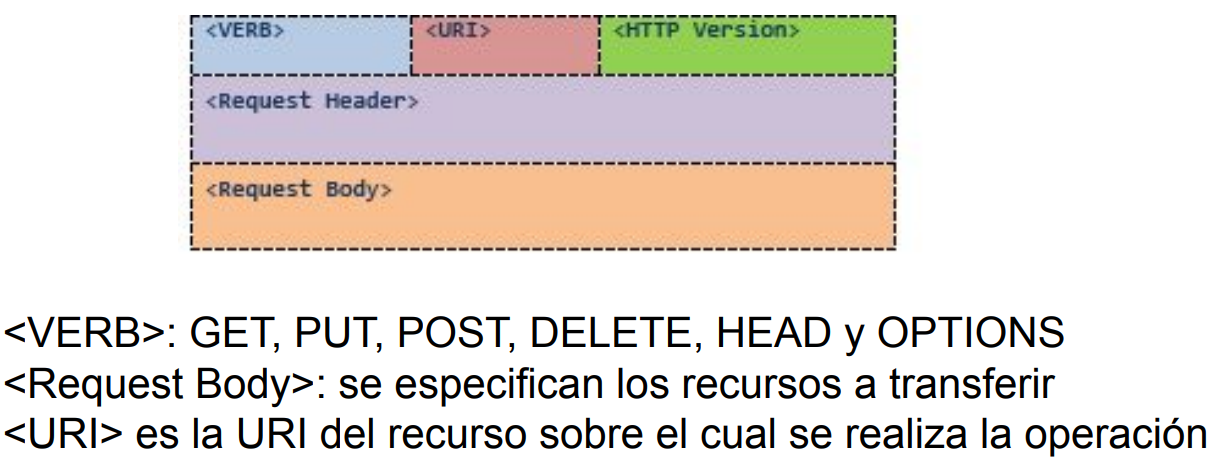 <VERB> <URI> <HTTP Version>
<Request Header>
<Request Body>
<VERB>: GET, PUT, POST, DELETE, HEAD y OPTIONS
<Request Body>: se especifican los recursos a transferir
<URI> es la URI del recurso sobre el cual se realiza la operación